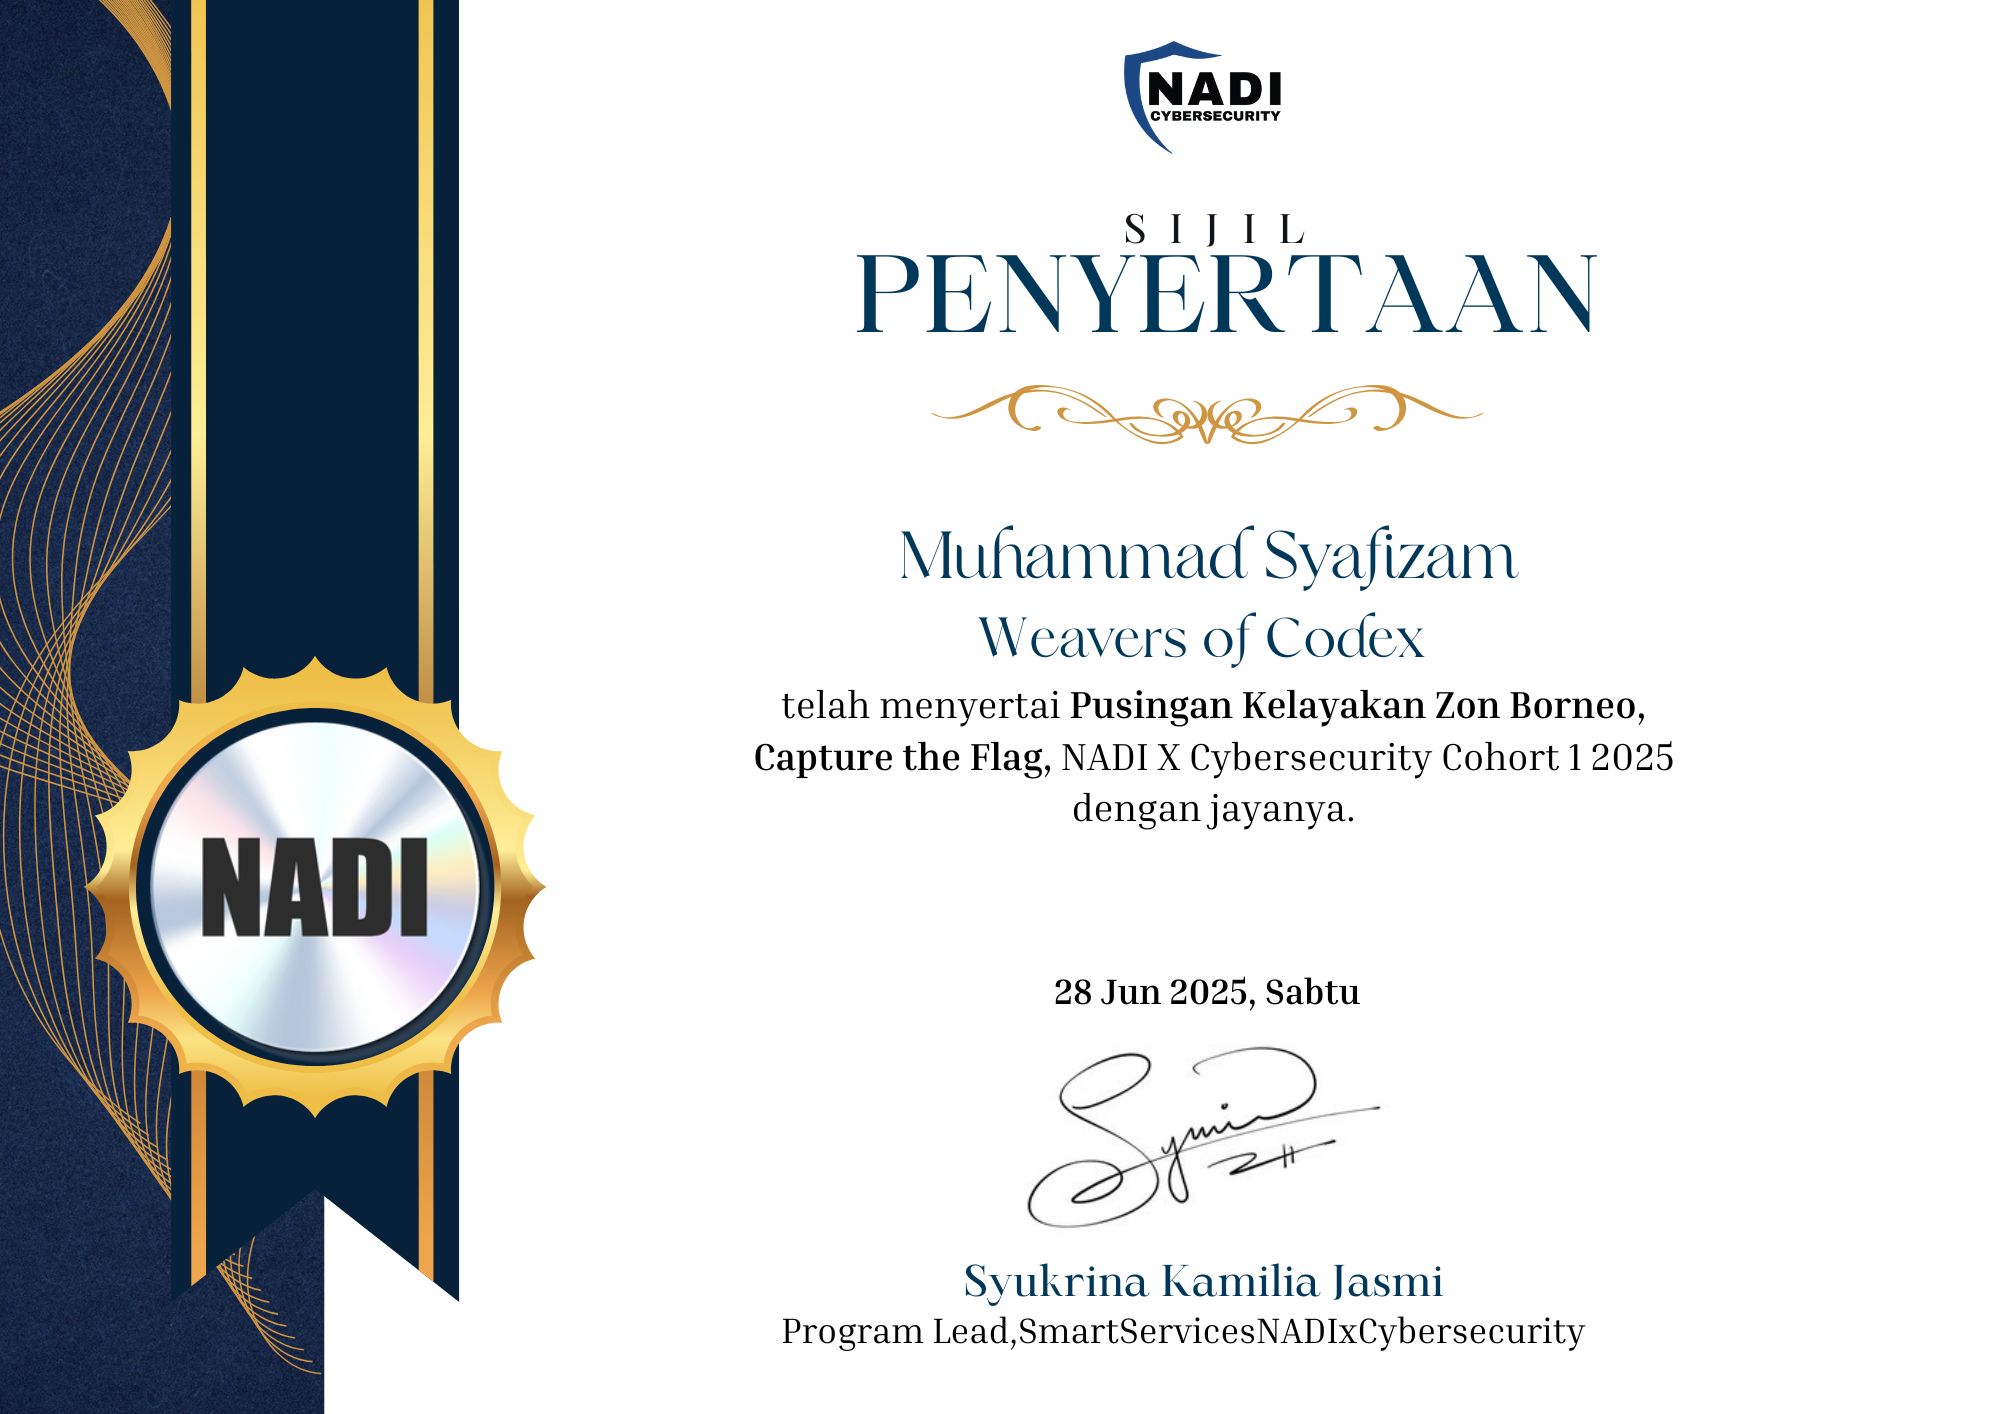 NADI
CYBERSECURITY
SIJIL
PENYERTAAN
Muhammad Syafizam
Weavers of Codex
telah menyertai Pusingan Kelayakan Zon Borneo,
Capture the Flag, NADI X Cybersecurity Cohort 1 2025
dengan jayanya.
NADI
28 Jun 2025, Sabtu
Syukrina Kamilia Jasmi
Program Lead,SmartServicesNADIxCybersecurity